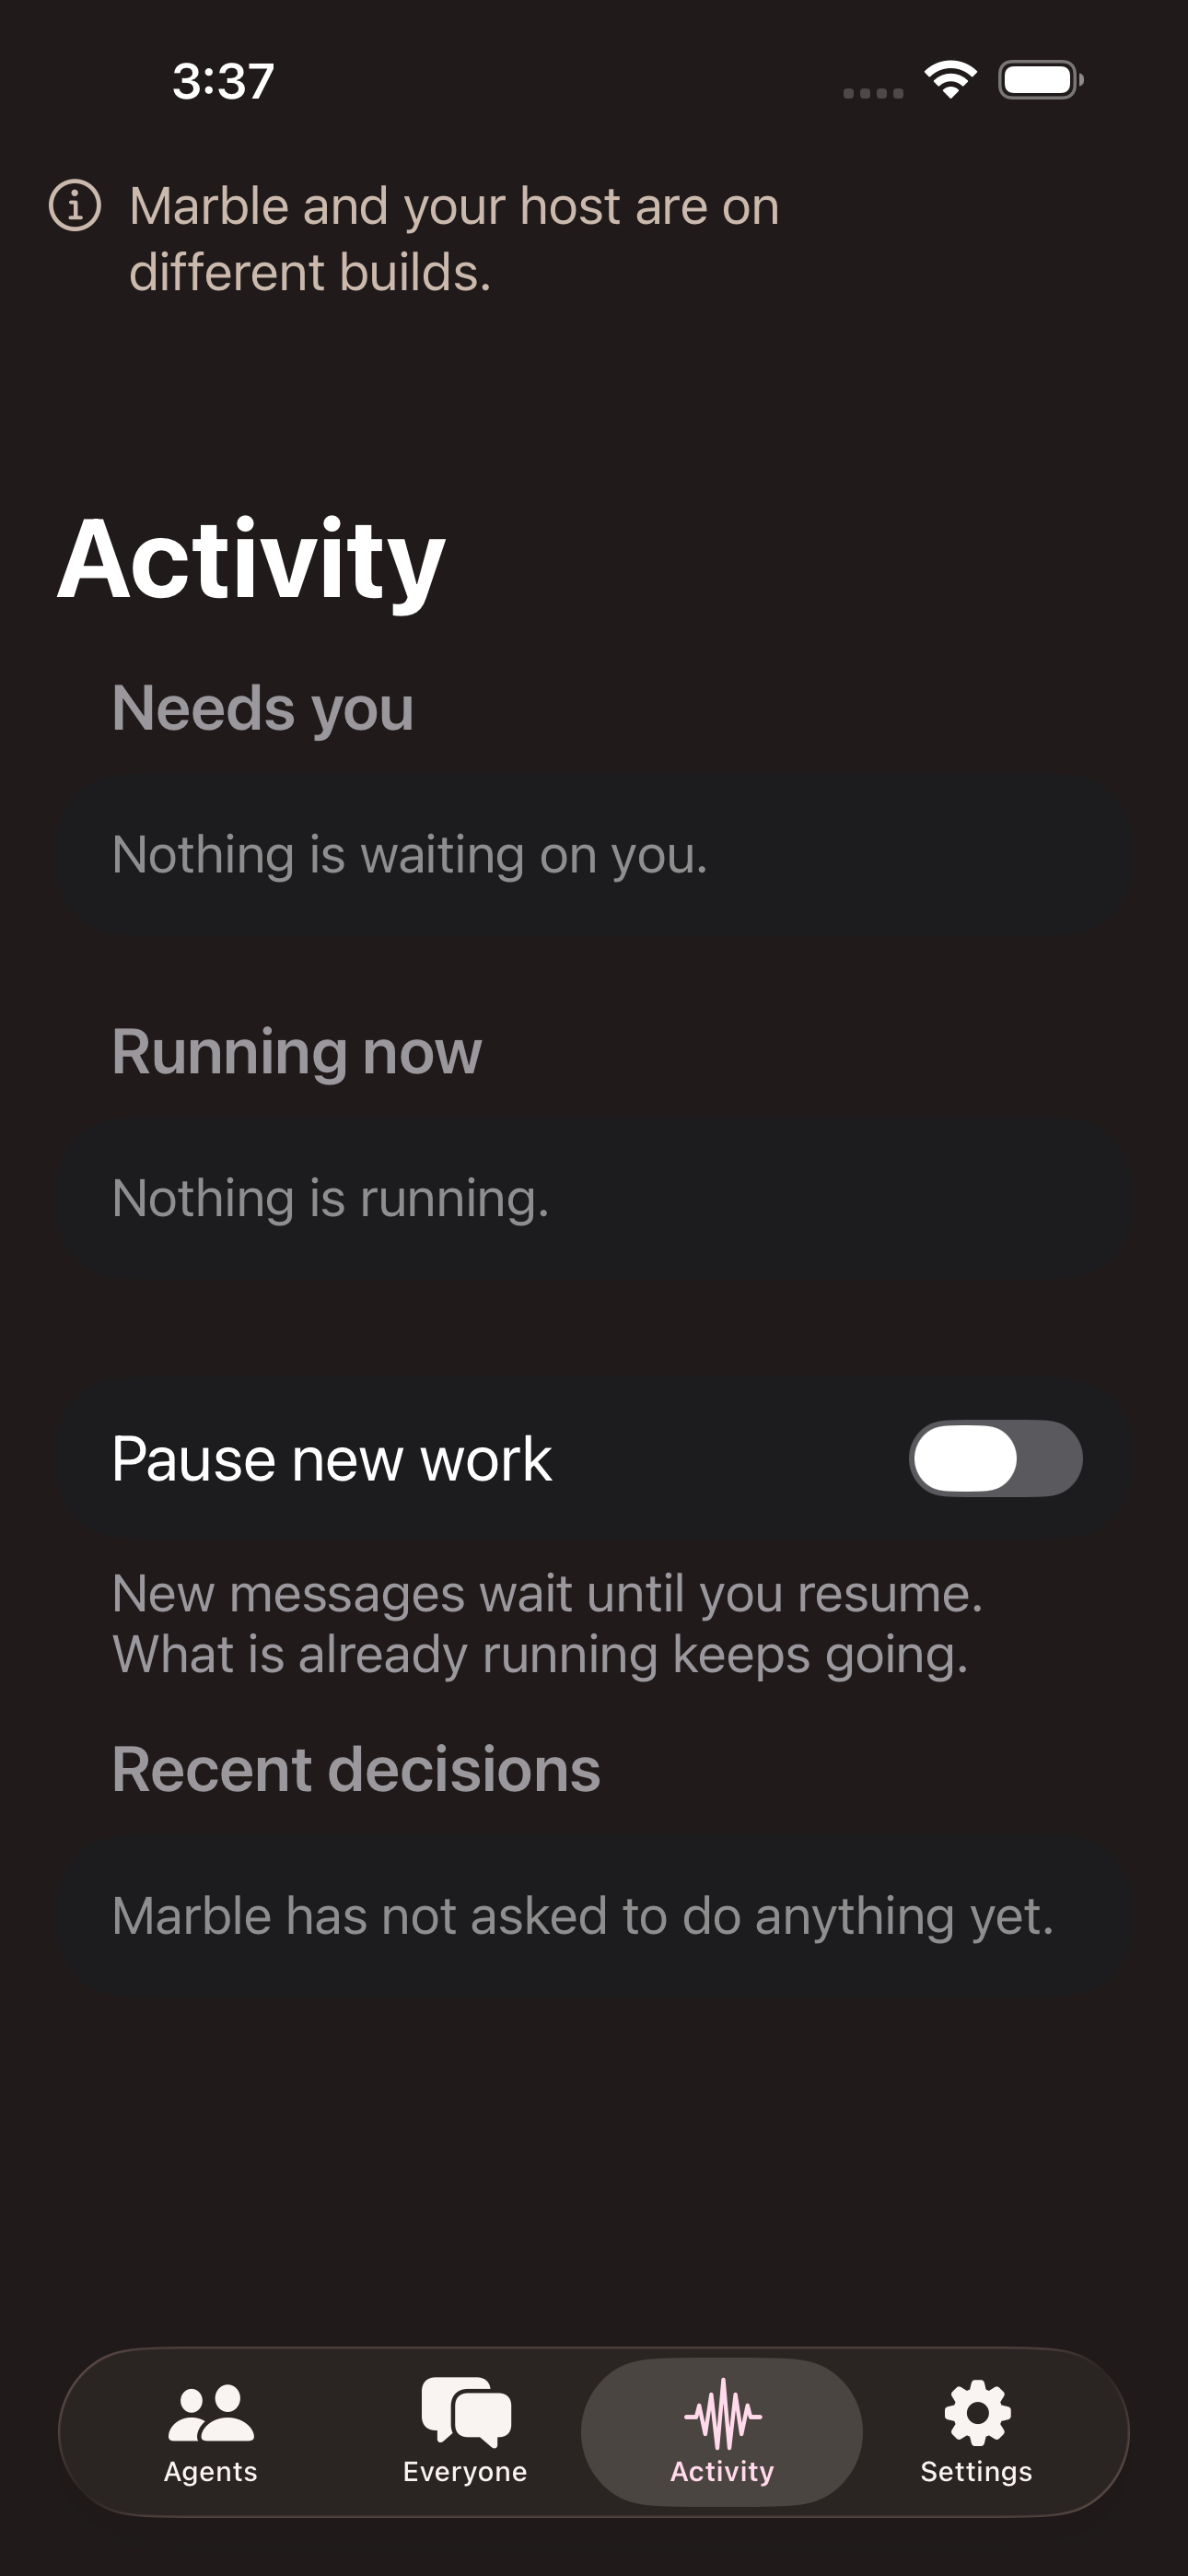 3:37
Marble and your host are on
different builds.
Activity
Needs you
Nothing is waiting on you.
Running now
Nothing is running.
Pause new work
New messages wait until you resume.
What is already running keeps going.
Recent decisions
Marble has not asked to do anything yet.
Agents
Everyone
Activity
Settings